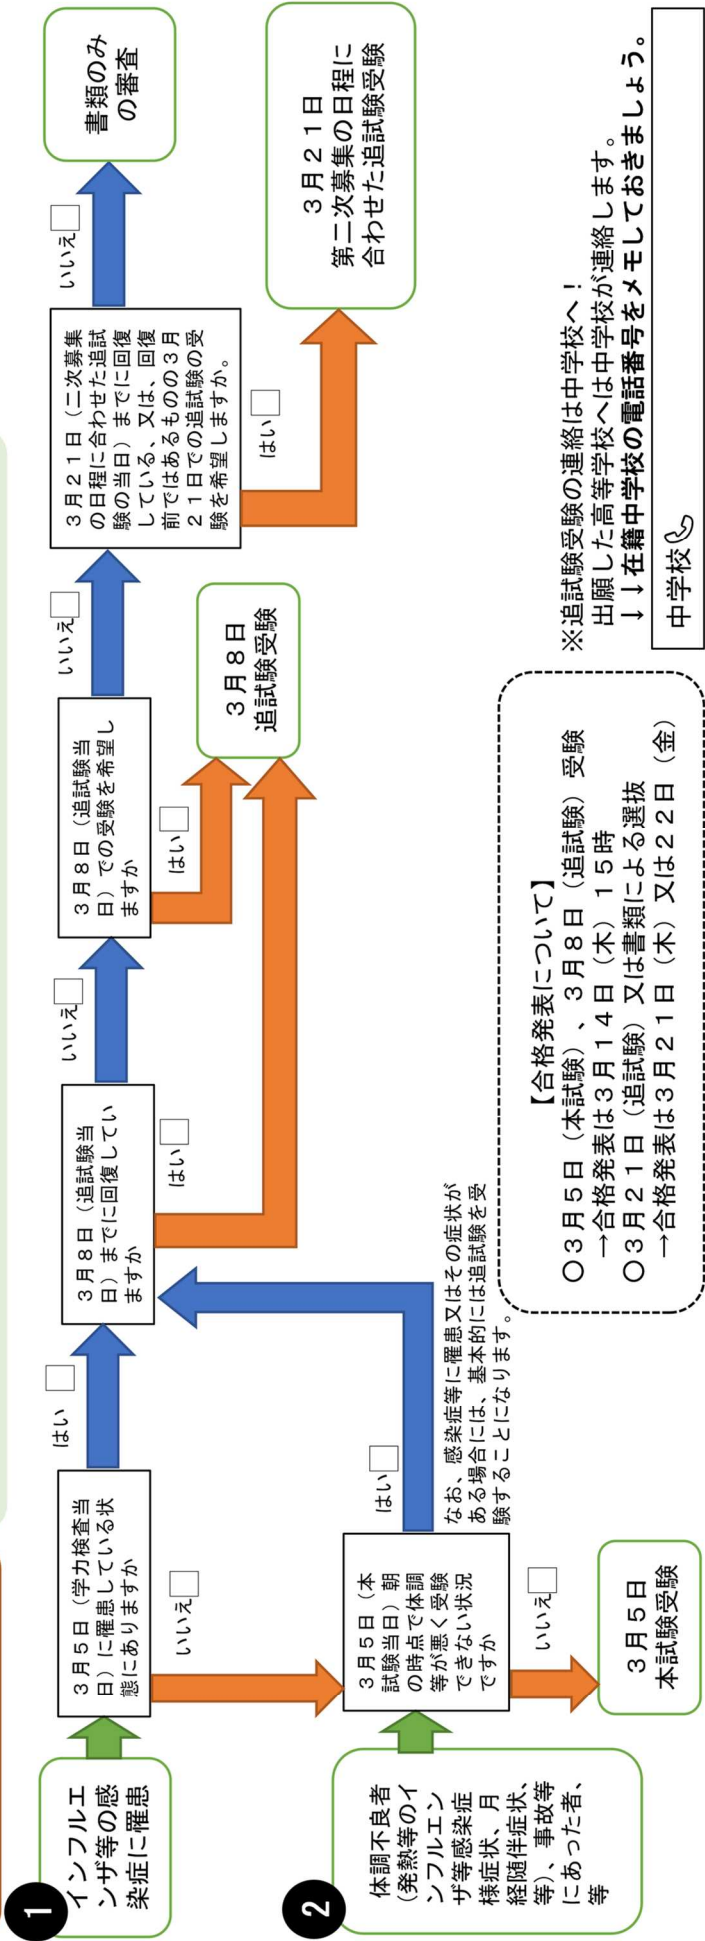 1
インフルエ
ンザ等の感
染症に罹患
3月5日（学力検査当
日）に罹患している状
態にありますか
はい
いいえ
3月8日（追試験当
日）までに回復してい
ますか
いいえ
はい
3月8日（追試験当
日）での受験を希望し
ますか
いいえ
はい
3月8日
追試験受験
3月21日（二次募集
の日程に合わせた追試
験の当日）までに回復
している、又は、回復
前ではあるものの3月
21日での追試験の受
験を希望しますか。
いいえ
はい
書類のみ
の審査
3月21日
第二次募集の日程に
合わせた追試験受験
2
体調不良者
（発熱等のイ
ンフルエン
ザ等感染症
様症状、月
経随伴症状、
等）、事故等
にあった者、
等
3月5日（本
試験当日）朝
の時点で体調
等が悪く受験
できない状況
ですか
はい
いいえ
3月5日
本試験受験
なお、感染症等に罹患又はその症状が
ある場合には、基本的には追試験を受
験することになります。
【合格発表について】
〇3月5日（本試験）、3月8日（追試験）受験
→合格発表は3月14日（木）15時
〇3月21日（追試験）又は書類による選抜
→合格発表は3月21日（木）又は22日（金）
※追試験受験の連絡は中学校へ！
出願した高等学校へは中学校が連絡します。
↓↓在籍中学校の電話番号をメモしておきましょう。
中学校